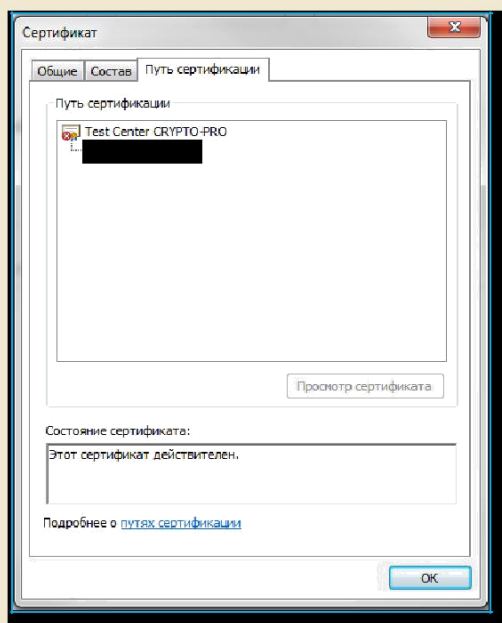 Сертификат
Общие Состав Путь сертификации
Путь сертификации
Test Center CRYPTO-PRO
Просмотр сертификата
Состояние сертификата:
Этот сертификат действителен.
Подробнее о путях сертификации
ОК